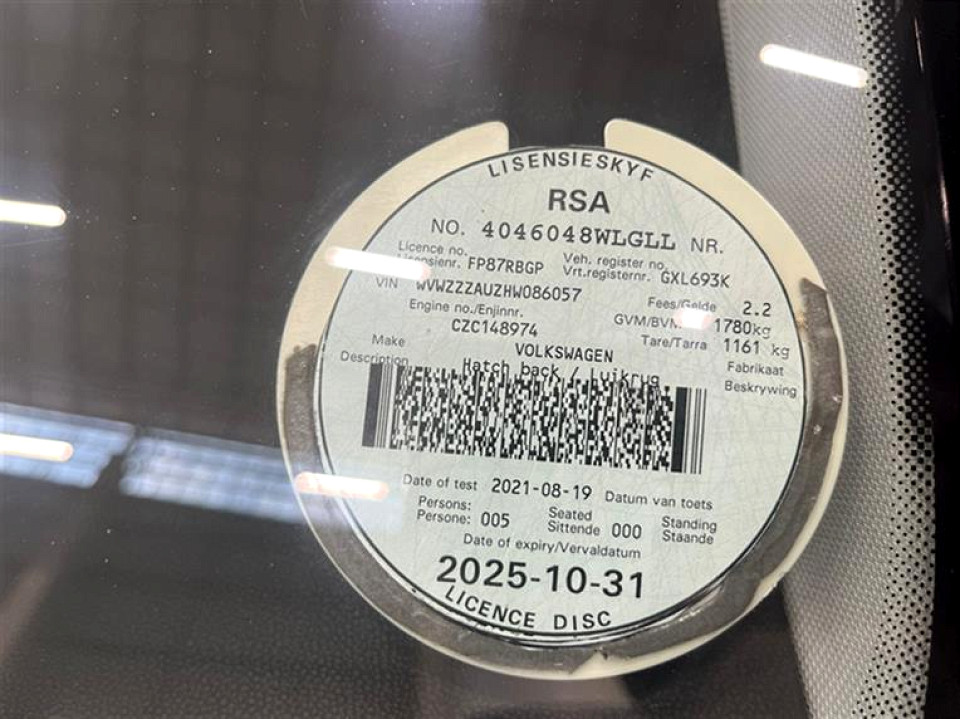 LISENSIESKYF
RSA
NO. 4046048WLGLL NR.
Licence no. Veh. register no.
Lisensienr. FP87RBGP Vrt.registernr. GXL693K
VIN WVWZZZAUZHW086057 Fees/Gelde 2.2
Engine no./Enjinnr. GVM/BVM 1780kg
CZC148974 Tare/Tarra 1161 kg
Make VOLKSWAGEN Fabrikaat
Description Hatch back / Luikrug Beskrywing
Date of test 2021-08-19 Datum van toets
Persons: Seated Standing
Persone: 005 Sittende 000 Staande
Date of expiry/Vervaldatum
2025-10-31
LICENCE DISC